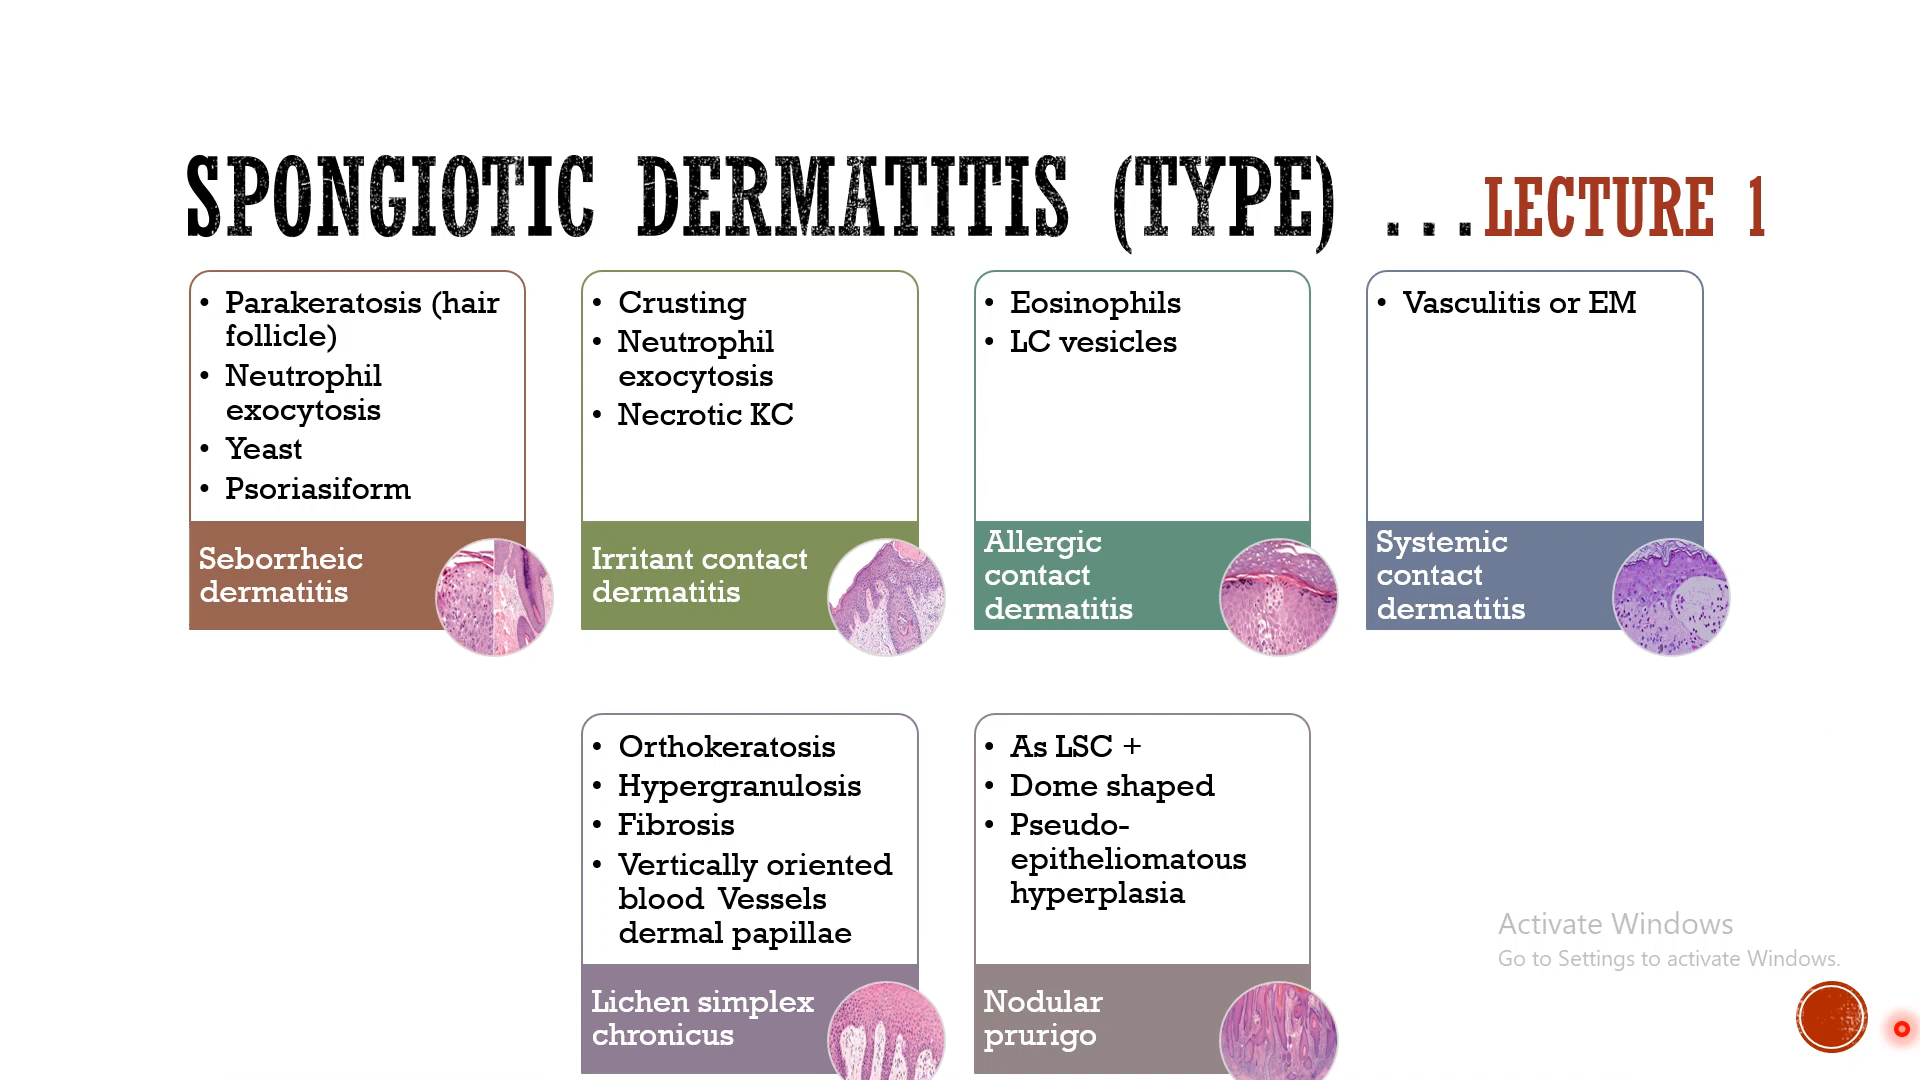 SPONGIOTIC DERMATITIS (TYPE) ...LECTURE 1
• Parakeratosis (hair
follicle)
• Neutrophil
exocytosis
• Yeast
• Psoriasiform
Seborrheic
dermatitis
• Crusting
• Neutrophil
exocytosis
• Necrotic KC
Irritant contact
dermatitis
• Eosinophils
• LC vesicles
Allergic
contact
dermatitis
• Vasculitis or EM
Systemic
contact
dermatitis
• Orthokeratosis
• Hypergranulosis
• Fibrosis
• Vertically oriented
blood Vessels
dermal papillae
Lichen simplex
chronicus
• As LSC +
• Dome shaped
• Pseudo-
epitheliomatous
hyperplasia
Nodular
prurigo
Activate Windows
Go to Settings to activate Windows.